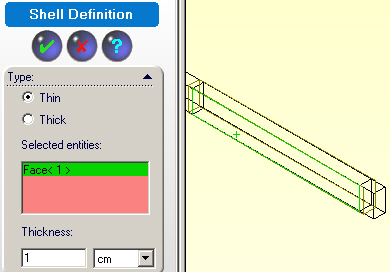 Shell Definition
?
Type:
Thin
Thick
Selected entities:
Face< 1 >
Thickness:
1 cm